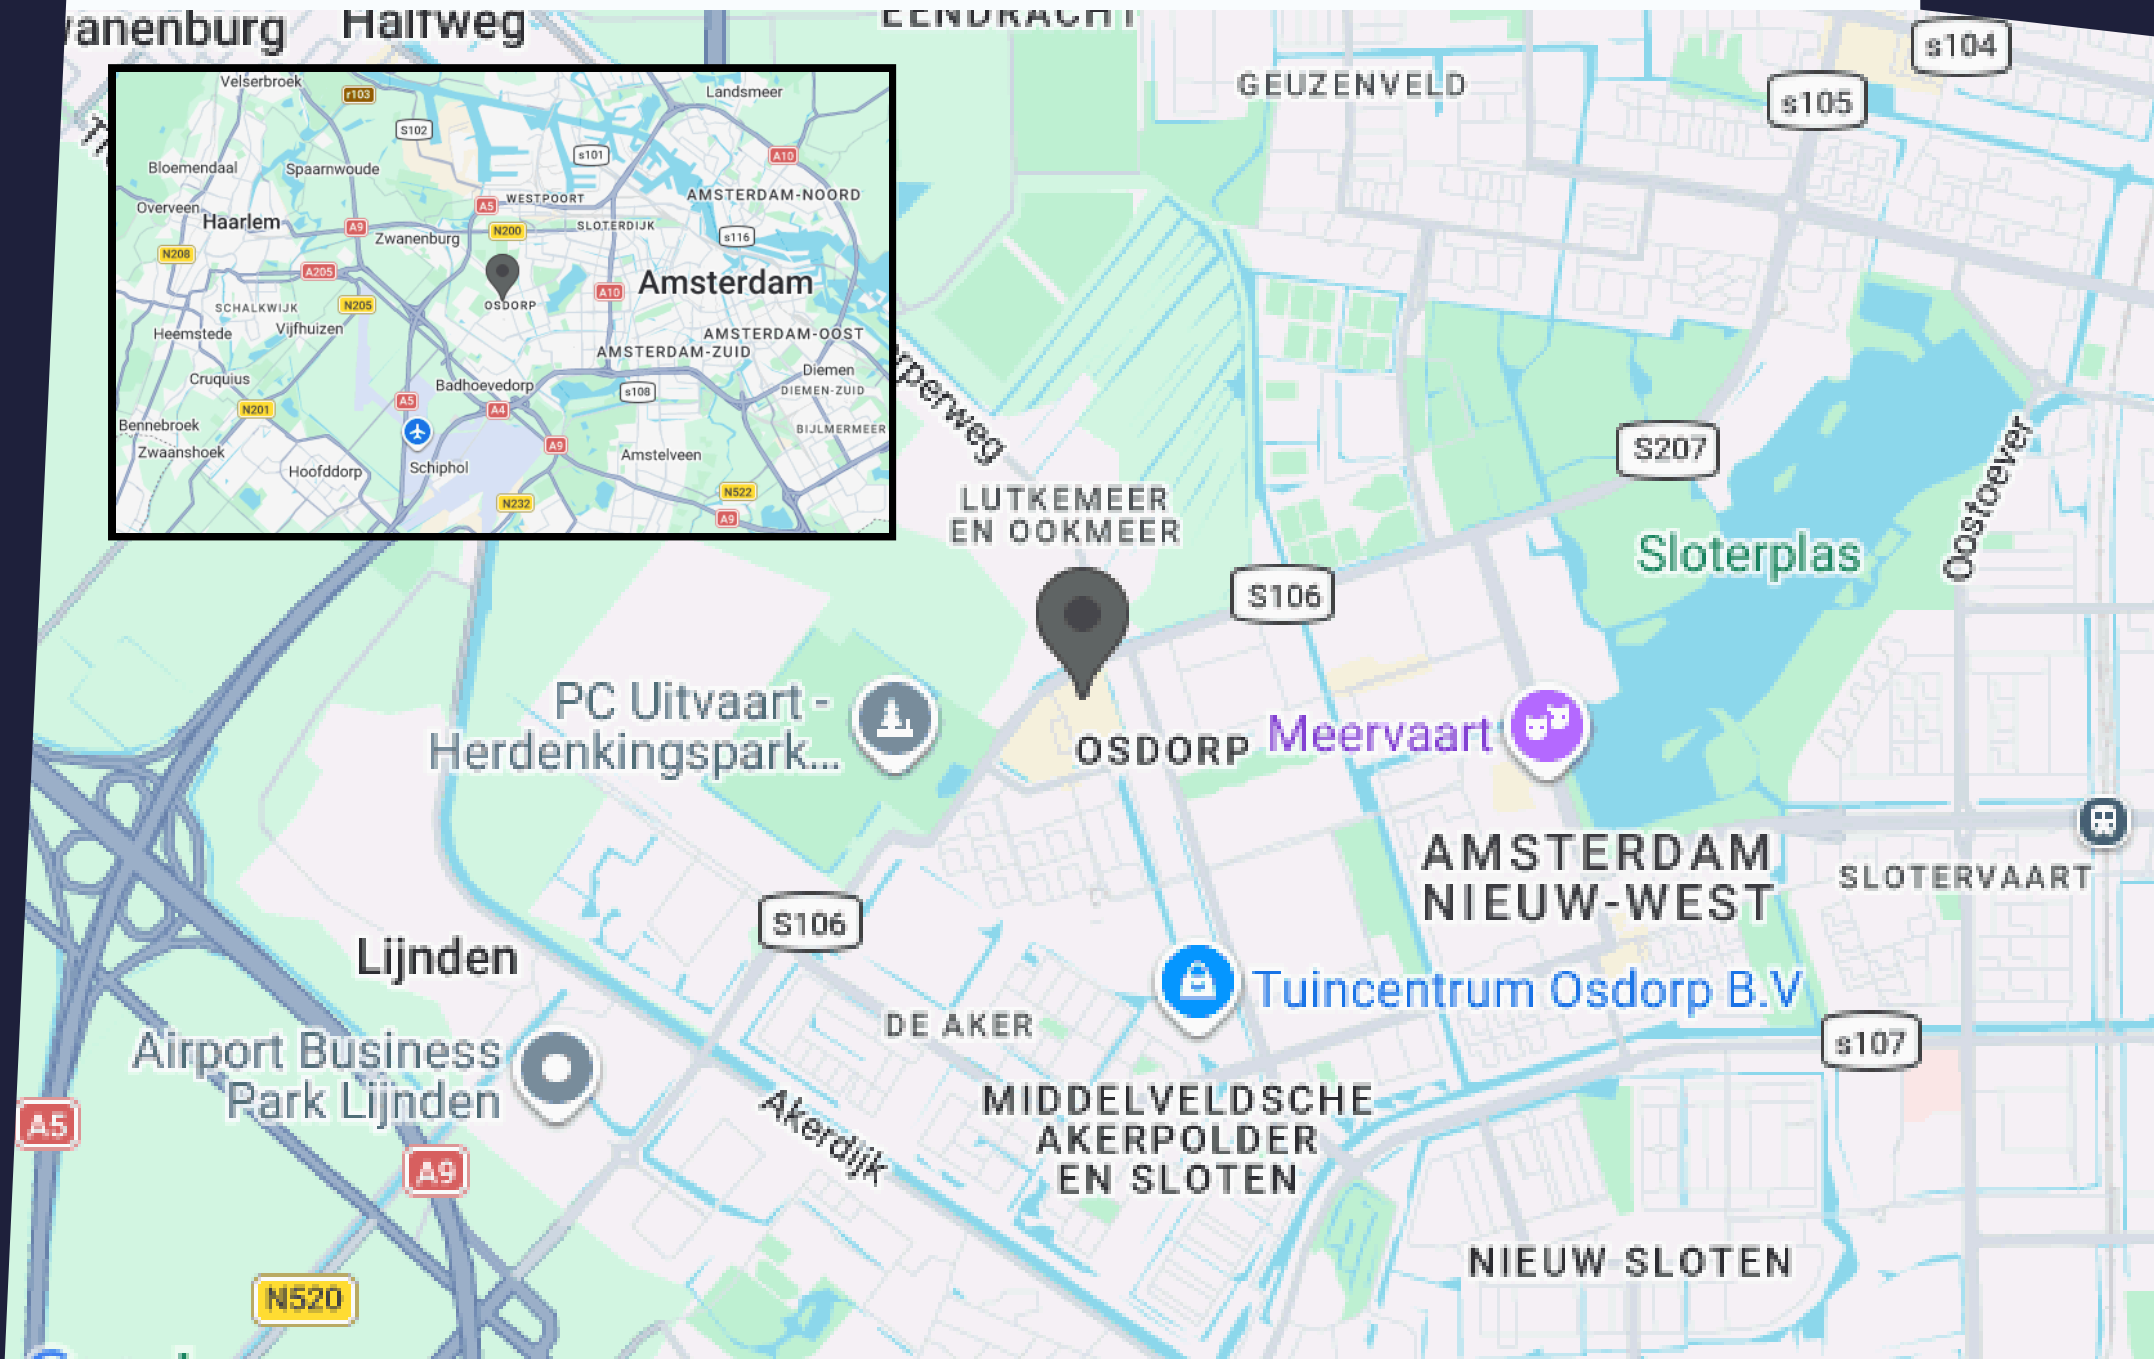 Halfweg
EENDRACHT
GEUZENVELD
s104
s105
Velserbroek
r103
Landsmeer
S102
s101
A10
Bloemendaal
Spaarnwoude
WESTPOORT
AMSTERDAM-NOORD
A5
Overveen
Haarlem
A9
N200
SLOTERDIJK
Zwanenburg
s116
N208
A205
OSDORP
A10
Amsterdam
SCHALKWIJK
N205
Vijfhuizen
Heemstede
AMSTERDAM-OOST
AMSTERDAM-ZUID
Cruquius
Badhoevedorp
Diemen
s108
DIEMEN-ZUID
N201
A5
A4
Bennebroek
BIJLMERMEER
Zwaanshoek
A9
Amstelveen
Hoofddorp
Schiphol
N232
N522
A9
S207
Oostoever
LUTKEMEER
EN OOKMEER
Sloterplas
S106
PC Uitvaart -
Herdenkingspark...
OSDORP
Meervaart
AMSTERDAM
NIEUW-WEST
SLOTERVAART
S106
Lijnden
Tuincentrum Osdorp B.V
DE AKER
s107
Airport Business
Park Lijnden
Akerdijk
MIDDELVELDSCHE
AKERPOLDER
EN SLOTEN
A5
A9
NIEUW SLOTEN
N520